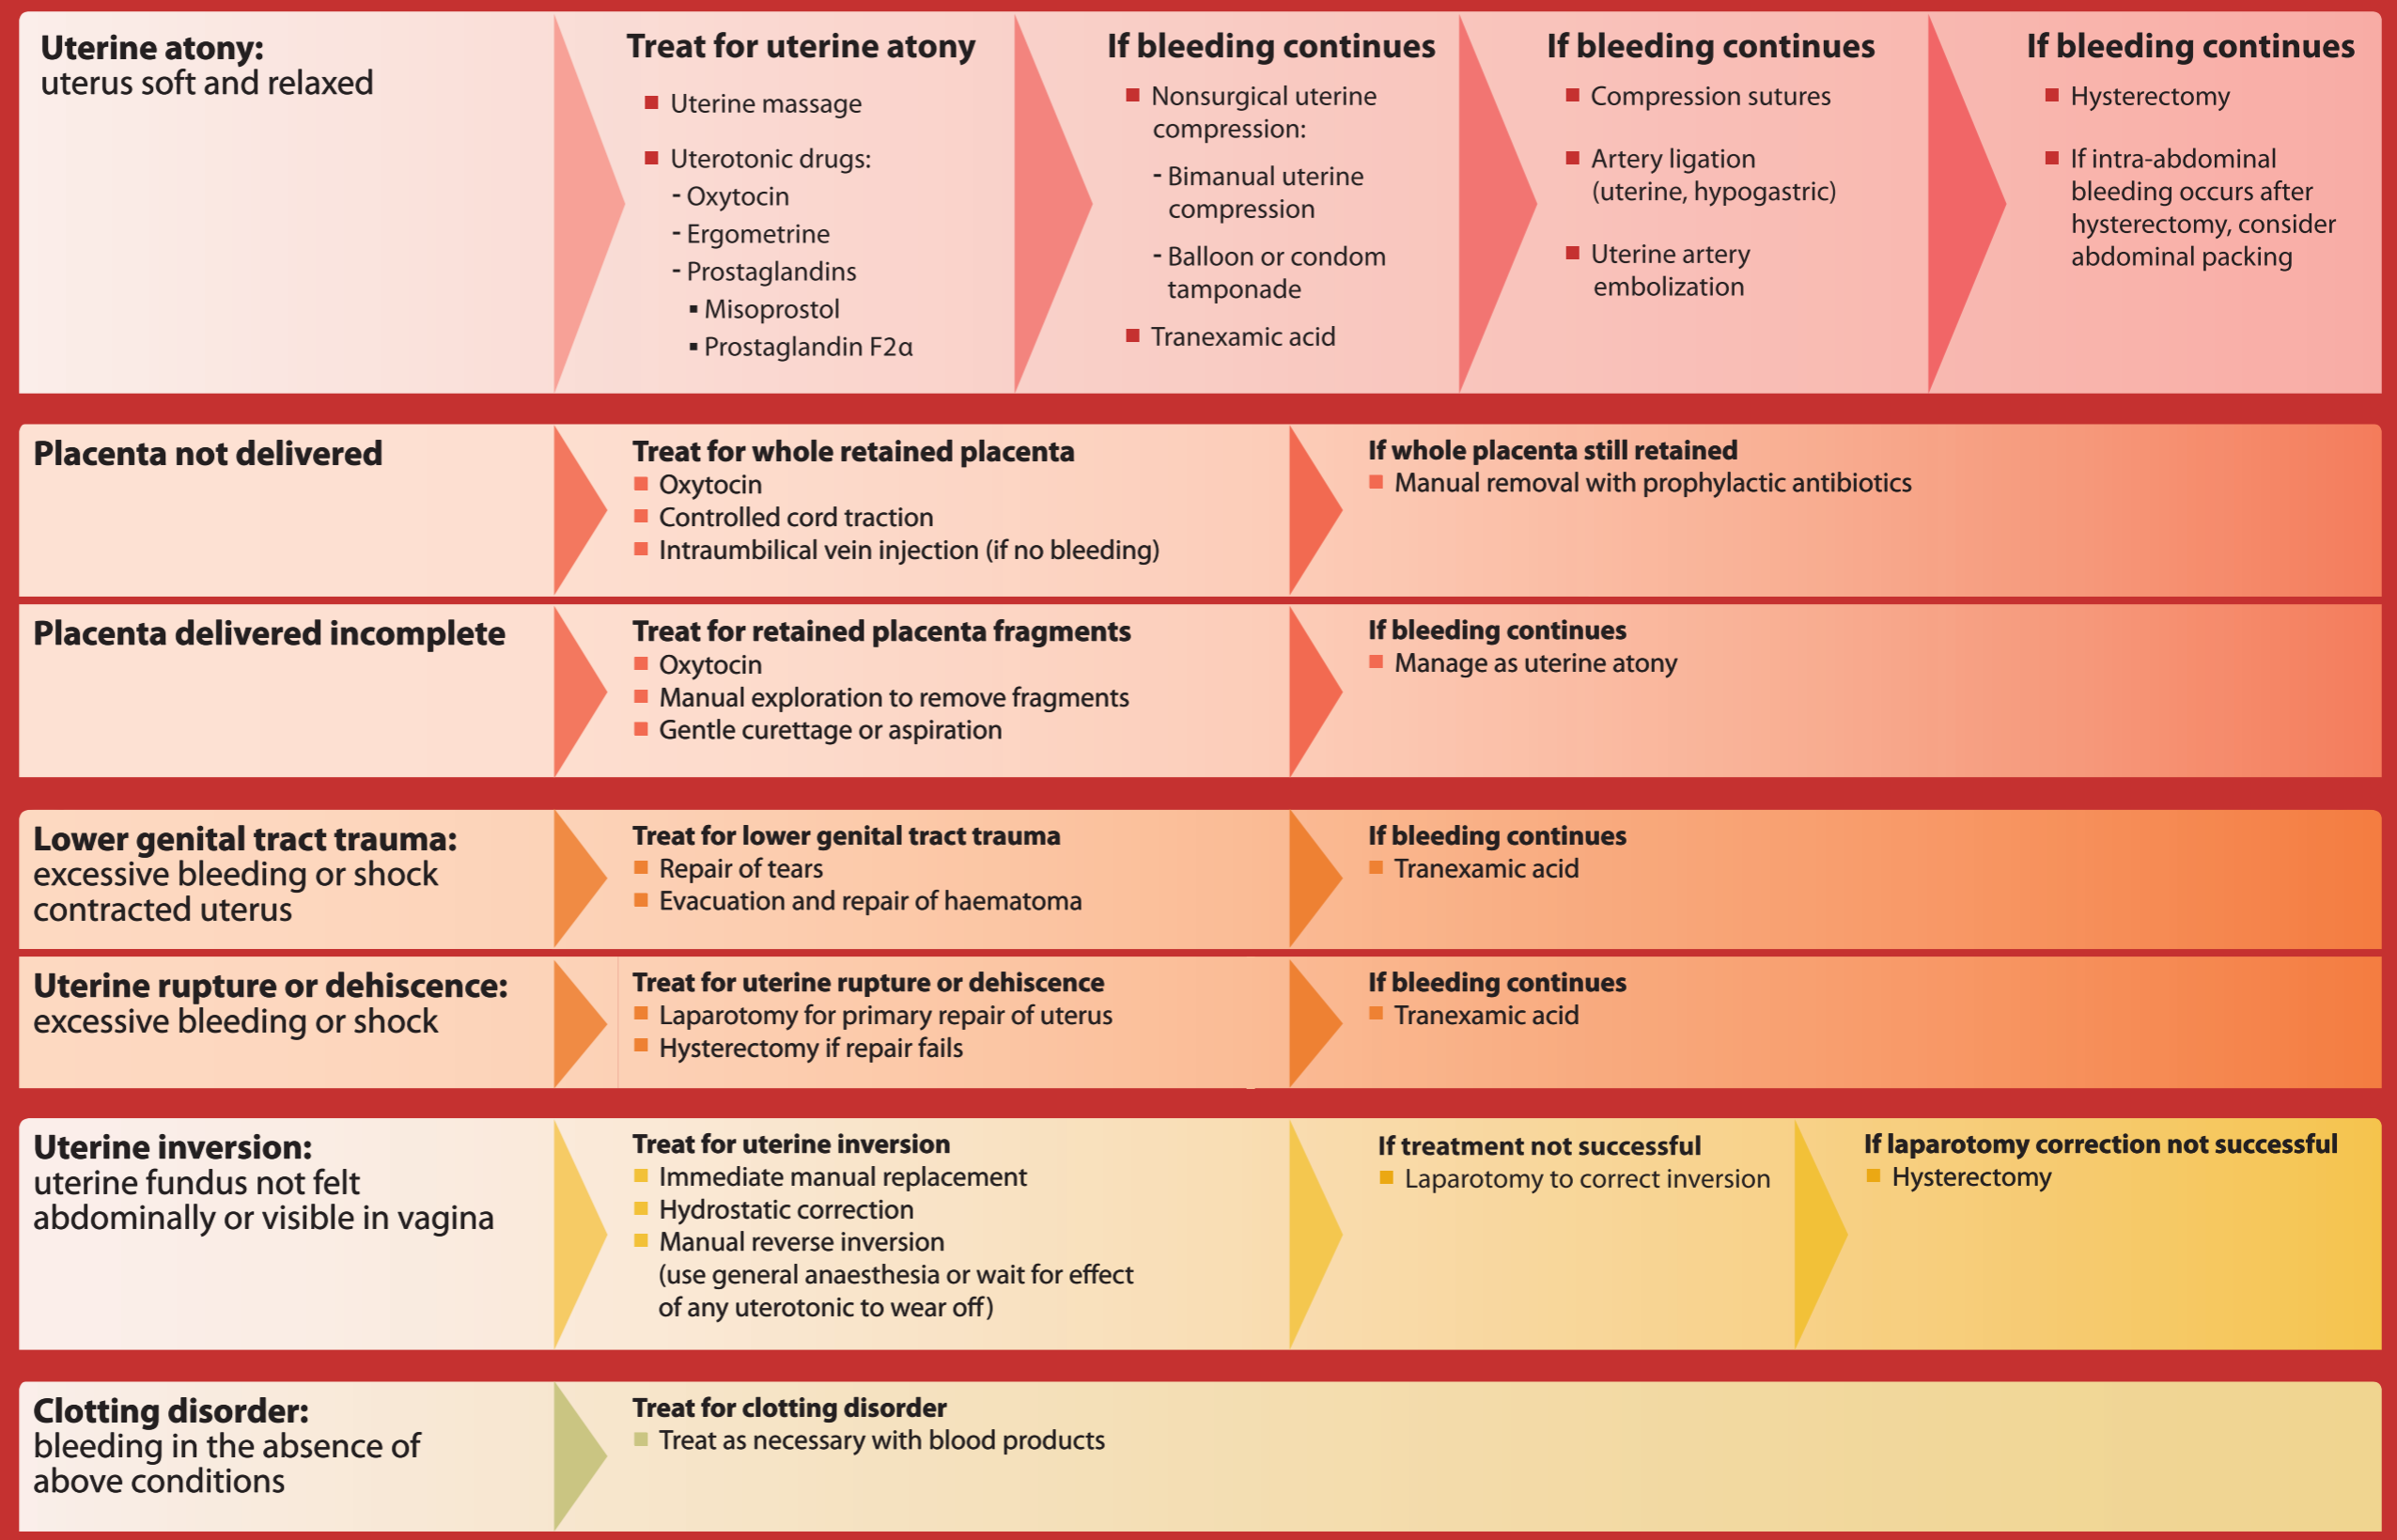 Uterine atony:
uterus soft and relaxed
Treat for uterine atony
■ Uterine massage
■ Uterotonic drugs:
- Oxytocin
- Ergometrine
- Prostaglandins
▪ Misoprostol
▪ Prostaglandin F2α
If bleeding continues
■ Nonsurgical uterine
compression:
- Bimanual uterine
compression
- Balloon or condom
tamponade
■ Tranexamic acid
If bleeding continues
■ Compression sutures
■ Artery ligation
(uterine, hypogastric)
■ Uterine artery
embolization
If bleeding continues
■ Hysterectomy
■ If intra-abdominal
bleeding occurs after
hysterectomy, consider
abdominal packing
Placenta not delivered
Treat for whole retained placenta
■ Oxytocin
■ Controlled cord traction
■ Intraumbilical vein injection (if no bleeding)
If whole placenta still retained
■ Manual removal with prophylactic antibiotics
Placenta delivered incomplete
Treat for retained placenta fragments
■ Oxytocin
■ Manual exploration to remove fragments
■ Gentle curettage or aspiration
If bleeding continues
■ Manage as uterine atony
Lower genital tract trauma:
excessive bleeding or shock
contracted uterus
Treat for lower genital tract trauma
■ Repair of tears
■ Evacuation and repair of haematoma
If bleeding continues
■ Tranexamic acid
Uterine rupture or dehiscence:
excessive bleeding or shock
Treat for uterine rupture or dehiscence
■ Laparotomy for primary repair of uterus
■ Hysterectomy if repair fails
If bleeding continues
■ Tranexamic acid
Uterine inversion:
uterine fundus not felt
abdominally or visible in vagina
Treat for uterine inversion
■ Immediate manual replacement
■ Hydrostatic correction
■ Manual reverse inversion
(use general anaesthesia or wait for effect
of any uterotonic to wear off)
If treatment not successful
■ Laparotomy to correct inversion
If laparotomy correction not successful
■ Hysterectomy
Clotting disorder:
bleeding in the absence of
above conditions
Treat for clotting disorder
■ Treat as necessary with blood products